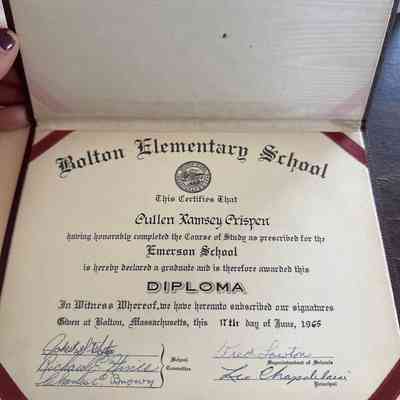 Bolton Elementary School
This Certifies That
Cullen Ramsey Crispen
having honorably completed the Course of Study as prescribed for the
Emerson School
is hereby declared a graduate and is therefore awarded this
DIPLOMA
In Witness Whereof, we have hereunto subscribed our signatures
Given at Bolton, Massachusetts, this 17th day of June, 1965
School
Committee
Fred Lawton
Superintendent of Schools
Principal